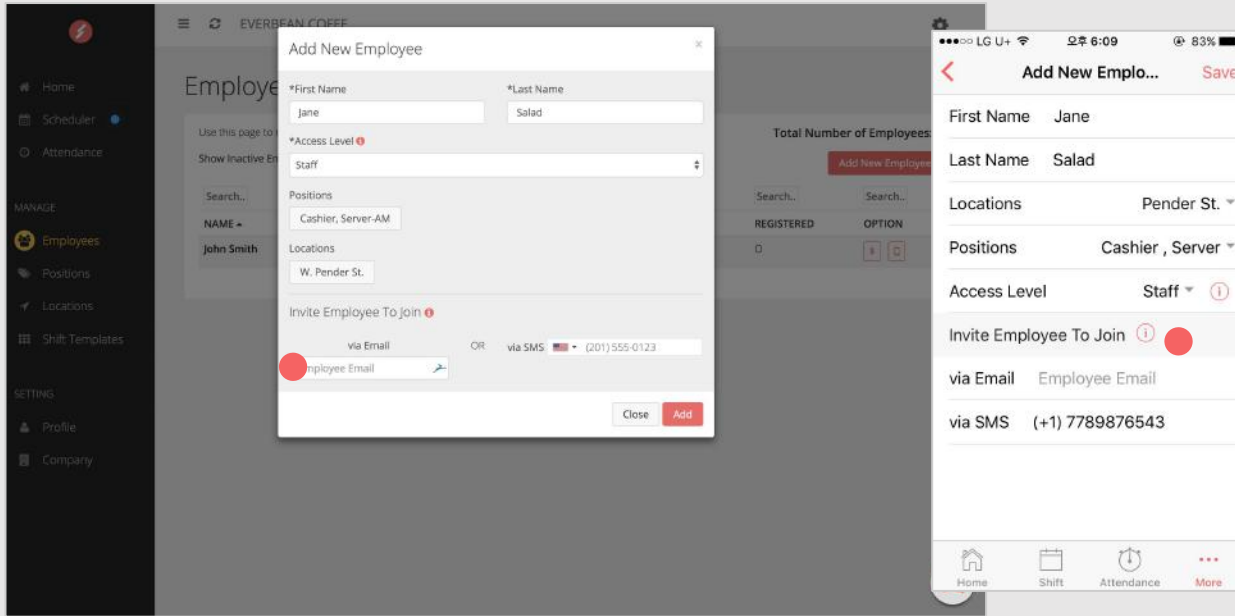 EVERBEAN COFFE
Home
Scheduler
Attendance
MANAGE
Employees
Positions
Locations
Shift Templates
SETTING
Profile
Company
Employe
Use this page to
Show Inactive En
Search..
NAME
John Smith
Total Number of Employees:
Add New Employee
Search.. Search..
REGISTERED OPTION
Add New Employee ×
*First Name *Last Name
Jane Salad
*Access Level
Staff
Positions
Cashier, Server-AM
Locations
W. Pender St.
Invite Employee To Join
via Email OR via SMS (201) 555-0123
mployee Email
Close Add
LG U+ 오후 6:09 83%
Add New Emplo... Save
First Name Jane
Last Name Salad
Locations Pender St.
Positions Cashier , Server
Access Level Staff
Invite Employee To Join
via Email Employee Email
via SMS (+1) 7789876543
Home Shift Attendance More